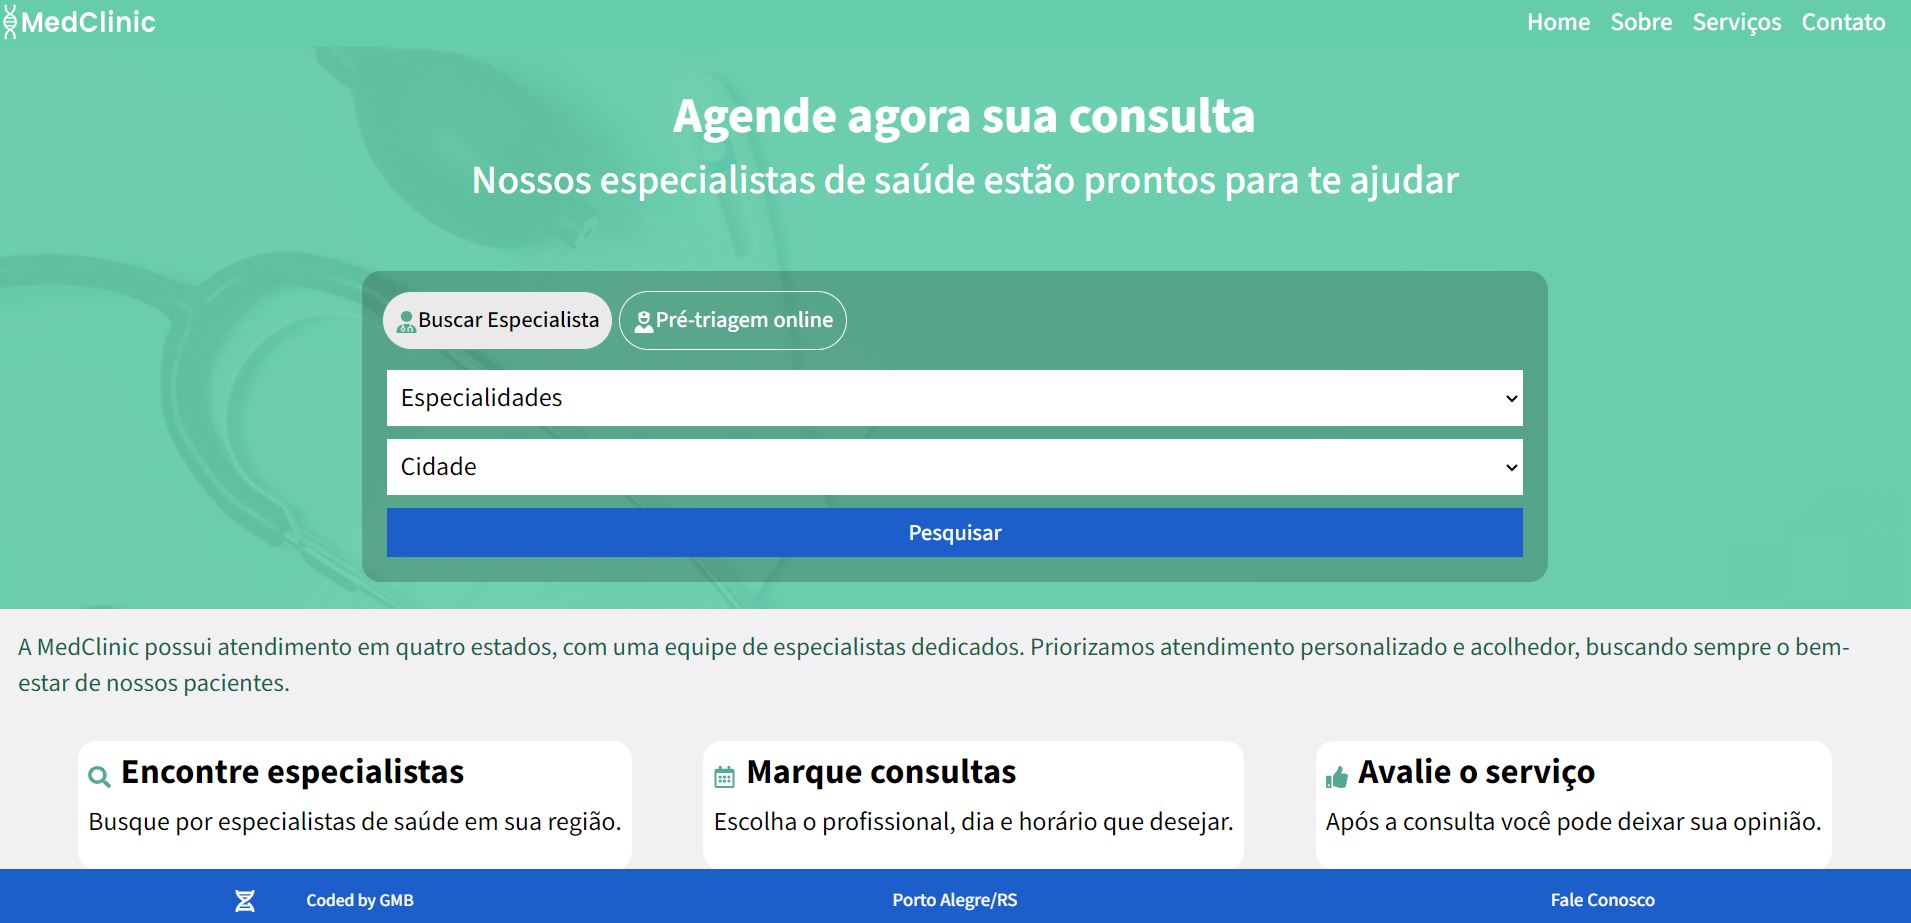 MedClinic
Home Sobre Serviços Contato
Agende agora sua consulta
Nossos especialistas de saúde estão prontos para te ajudar
Buscar Especialista
Pré-triagem online
Especialidades
Cidade
Pesquisar
A MedClinic possui atendimento em quatro estados, com uma equipe de especialistas dedicados. Priorizamos atendimento personalizado e acolhedor, buscando sempre o bem-
estar de nossos pacientes.
Encontre especialistas
Busque por especialistas de saúde em sua região.
Marque consultas
Escolha o profissional, dia e horário que desejar.
Avalie o serviço
Após a consulta você pode deixar sua opinião.
Coded by GMB
Porto Alegre/RS
Fale Conosco